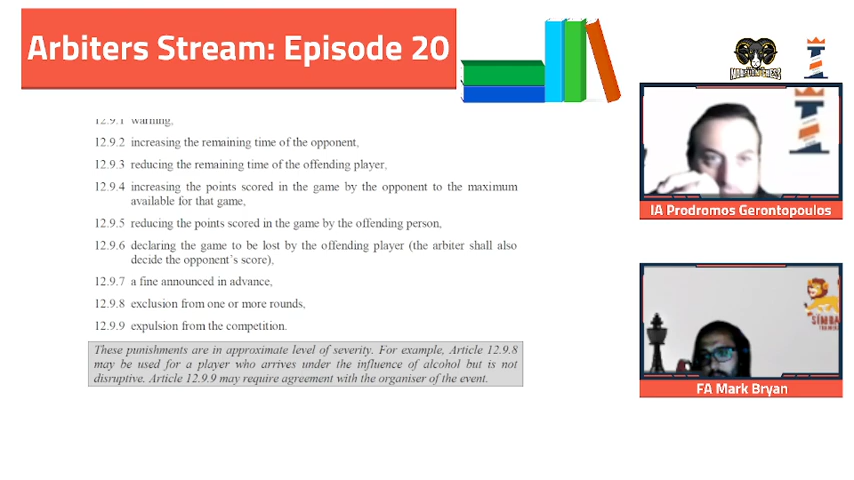 Arbiters Stream: Episode 20
12.9.1 warning,
12.9.2 increasing the remaining time of the opponent,
12.9.3 reducing the remaining time of the offending player,
12.9.4 increasing the points scored in the game by the opponent to the maximum
available for that game,
12.9.5 reducing the points scored in the game by the offending person,
12.9.6 declaring the game to be lost by the offending player (the arbiter shall also
decide the opponent's score),
12.9.7 a fine announced in advance,
12.9.8 exclusion from one or more rounds,
12.9.9 expulsion from the competition.
These punishments are in approximate level of severity. For example, Article 12.9.8
may be used for a player who arrives under the influence of alcohol but is not
disruptive. Article 12.9.9 may require agreement with the organiser of the event.
IA Prodromos Gerontopoulos
SIMBA
FA Mark Bryan